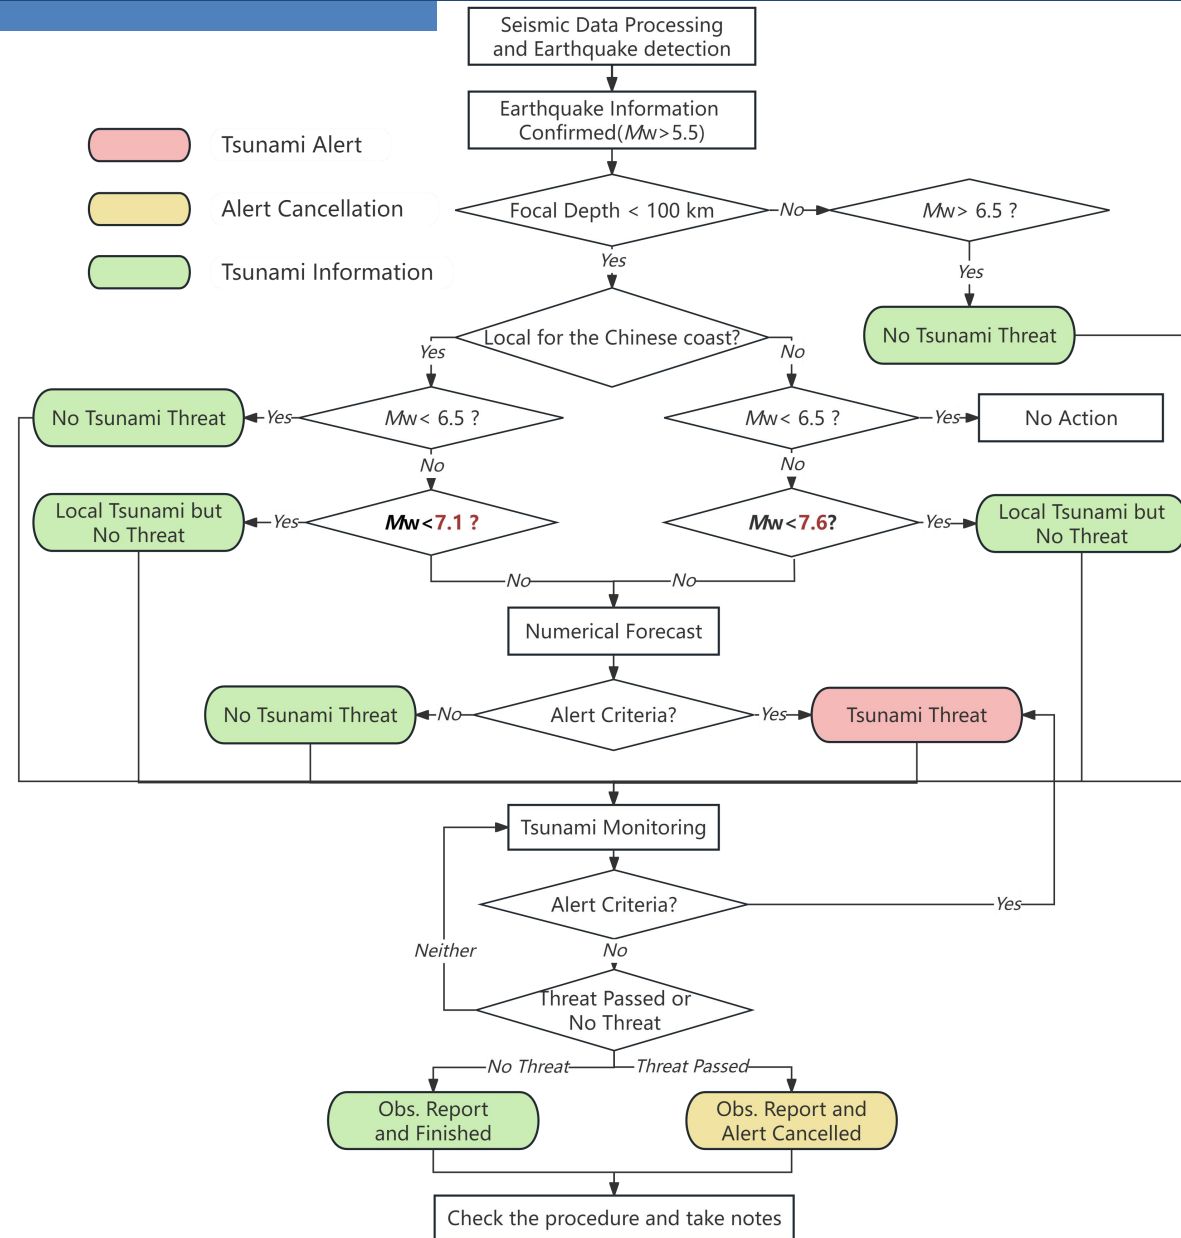 Seismic Data Processing
and Earthquake detection
Earthquake Information
Confirmed(Mw>5.5)
Tsunami Alert
Alert Cancellation
Tsunami Information
Focal Depth < 100 km
No
Mw> 6.5 ?
Yes
Yes
No Tsunami Threat
Local for the Chinese coast?
Yes
No
No Tsunami Threat
Yes
Mw< 6.5 ?
Mw< 6.5 ?
Yes
No Action
No
No
Local Tsunami but
No Threat
Yes
Mw<7.1 ?
Mw<7.6?
Yes
Local Tsunami but
No Threat
No
No
Numerical Forecast
No Tsunami Threat
No
Alert Criteria?
Yes
Tsunami Threat
Tsunami Monitoring
Alert Criteria?
Yes
Neither
No
Threat Passed or
No Threat
No Threat
Threat Passed
Obs. Report
and Finished
Obs. Report and
Alert Cancelled
Check the procedure and take notes